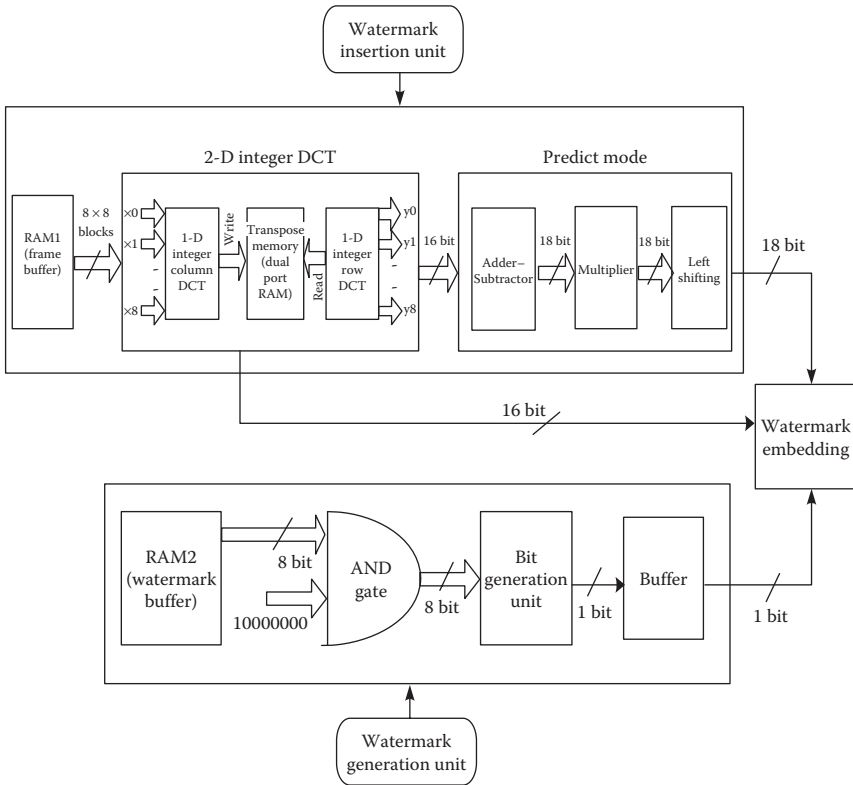 Watermark
insertion unit
2-D integer DCT
Predict mode
RAM1
(frame
buffer)
8 × 8
blocks
×0
×1
-
-
×8
1-D
integer
column
DCT
Write
Transpose
memory
(dual
port
RAM)
Read
1-D
integer
row
DCT
y0
y1
-
-
y8
16 bit
Adder–
Subtractor
18 bit
Multiplier
18 bit
Left
shifting
18 bit
16 bit
Watermark
embedding
RAM2
(watermark
buffer)
8 bit
10000000
AND
gate
8 bit
Bit
generation
unit
1 bit
Buffer
1 bit
Watermark
generation unit